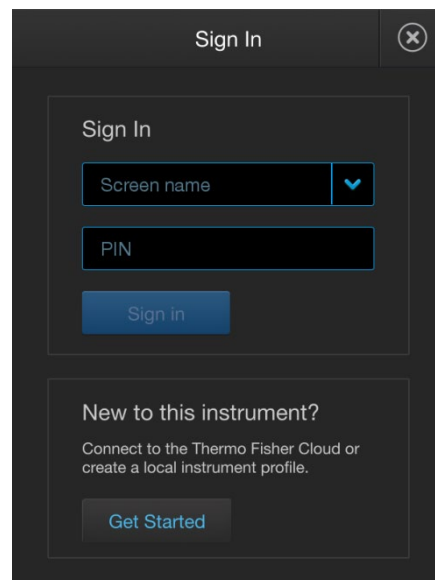 Sign In
Sign In
Screen name
PIN
Sign in
New to this instrument?
Connect to the Thermo Fisher Cloud or
create a local instrument profile.
Get Started